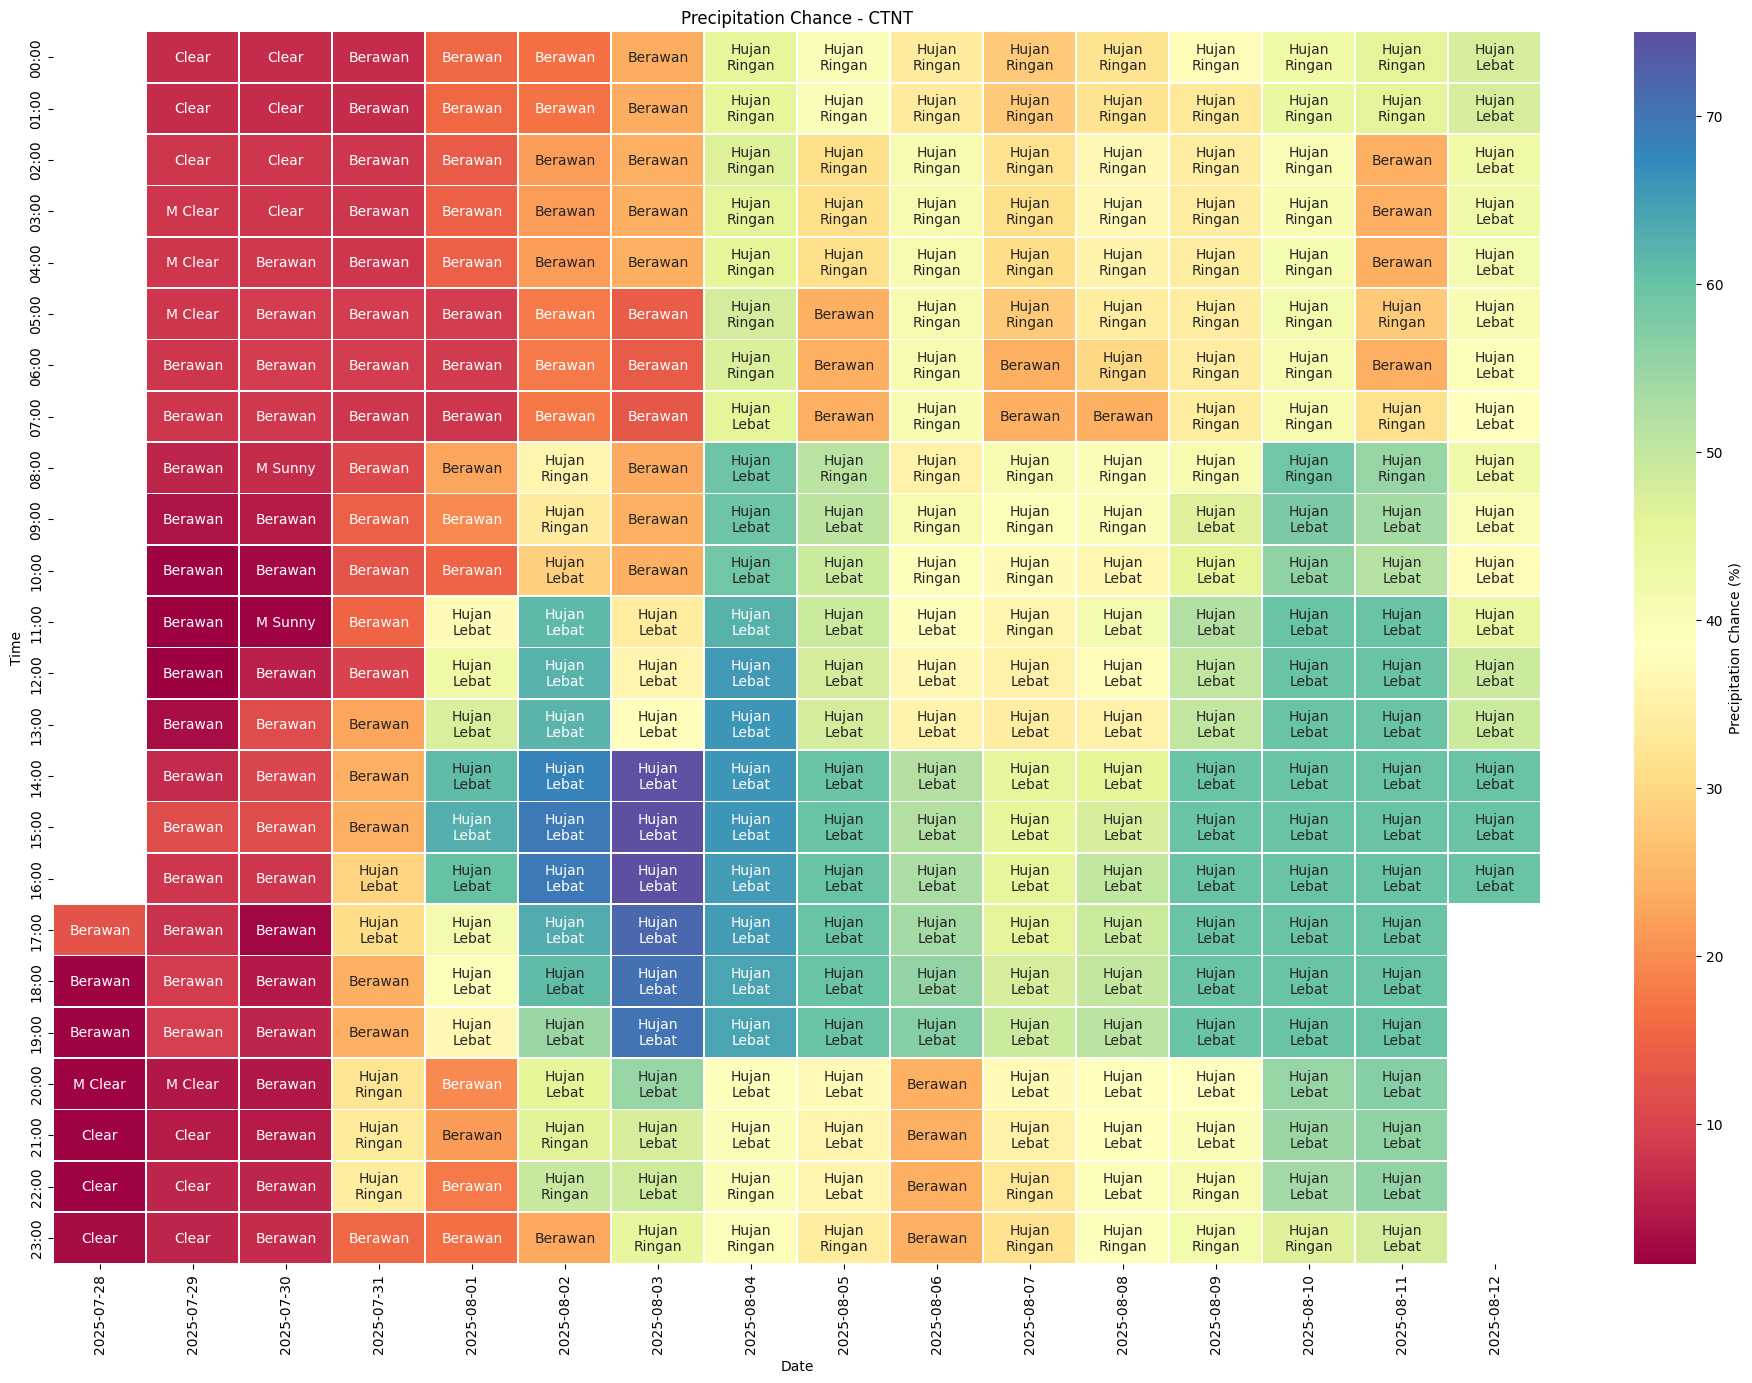 Precipitation Chance - CTNT
Time
00:00 Clear Clear Berawan Berawan Berawan Berawan Hujan Ringan Hujan Ringan Hujan Ringan Hujan Ringan Hujan Ringan Hujan Ringan Hujan Ringan Hujan Ringan Hujan Lebat
01:00 Clear Clear Berawan Berawan Berawan Berawan Hujan Ringan Hujan Ringan Hujan Ringan Hujan Ringan Hujan Ringan Hujan Ringan Hujan Ringan Hujan Ringan Hujan Lebat
02:00 Clear Clear Berawan Berawan Berawan Berawan Hujan Ringan Hujan Ringan Hujan Ringan Hujan Ringan Hujan Ringan Hujan Ringan Hujan Ringan Berawan Hujan Lebat
03:00 M Clear Clear Berawan Berawan Berawan Berawan Hujan Ringan Hujan Ringan Hujan Ringan Hujan Ringan Hujan Ringan Hujan Ringan Hujan Ringan Berawan Hujan Lebat
04:00 M Clear Berawan Berawan Berawan Berawan Berawan Hujan Ringan Hujan Ringan Hujan Ringan Hujan Ringan Hujan Ringan Hujan Ringan Hujan Ringan Berawan Hujan Lebat
05:00 M Clear Berawan Berawan Berawan Berawan Berawan Hujan Ringan Berawan Hujan Ringan Hujan Ringan Hujan Ringan Hujan Ringan Hujan Ringan Hujan Ringan Hujan Lebat
06:00 Berawan Berawan Berawan Berawan Berawan Berawan Hujan Ringan Berawan Hujan Ringan Berawan Hujan Ringan Hujan Ringan Hujan Ringan Berawan Hujan Lebat
07:00 Berawan Berawan Berawan Berawan Berawan Berawan Hujan Lebat Berawan Hujan Ringan Berawan Berawan Hujan Ringan Hujan Ringan Hujan Ringan Hujan Lebat
08:00 Berawan M Sunny Berawan Berawan Hujan Ringan Berawan Hujan Lebat Hujan Ringan Hujan Ringan Hujan Ringan Hujan Ringan Hujan Ringan Hujan Ringan Hujan Ringan Hujan Lebat
09:00 Berawan Berawan Berawan Berawan Hujan Ringan Berawan Hujan Lebat Hujan Lebat Hujan Ringan Hujan Ringan Hujan Ringan Hujan Lebat Hujan Lebat Hujan Lebat Hujan Lebat
10:00 Berawan Berawan Berawan Berawan Hujan Lebat Berawan Hujan Lebat Hujan Lebat Hujan Ringan Hujan Ringan Hujan Lebat Hujan Lebat Hujan Lebat Hujan Lebat Hujan Lebat
11:00 Berawan M Sunny Berawan Hujan Lebat Hujan Lebat Hujan Lebat Hujan Lebat Hujan Lebat Hujan Lebat Hujan Ringan Hujan Lebat Hujan Lebat Hujan Lebat Hujan Lebat Hujan Lebat
12:00 Berawan Berawan Berawan Hujan Lebat Hujan Lebat Hujan Lebat Hujan Lebat Hujan Lebat Hujan Lebat Hujan Lebat Hujan Lebat Hujan Lebat Hujan Lebat Hujan Lebat Hujan Lebat
13:00 Berawan Berawan Berawan Hujan Lebat Hujan Lebat Hujan Lebat Hujan Lebat Hujan Lebat Hujan Lebat Hujan Lebat Hujan Lebat Hujan Lebat Hujan Lebat Hujan Lebat Hujan Lebat
14:00 Berawan Berawan Berawan Hujan Lebat Hujan Lebat Hujan Lebat Hujan Lebat Hujan Lebat Hujan Lebat Hujan Lebat Hujan Lebat Hujan Lebat Hujan Lebat Hujan Lebat Hujan Lebat
15:00 Berawan Berawan Berawan Hujan Lebat Hujan Lebat Hujan Lebat Hujan Lebat Hujan Lebat Hujan Lebat Hujan Lebat Hujan Lebat Hujan Lebat Hujan Lebat Hujan Lebat Hujan Lebat
16:00 Berawan Berawan Hujan Lebat Hujan Lebat Hujan Lebat Hujan Lebat Hujan Lebat Hujan Lebat Hujan Lebat Hujan Lebat Hujan Lebat Hujan Lebat Hujan Lebat Hujan Lebat Hujan Lebat
17:00 Berawan Berawan Berawan Hujan Lebat Hujan Lebat Hujan Lebat Hujan Lebat Hujan Lebat Hujan Lebat Hujan Lebat Hujan Lebat Hujan Lebat Hujan Lebat Hujan Lebat Hujan Lebat
18:00 Berawan Berawan Berawan Berawan Hujan Lebat Hujan Lebat Hujan Lebat Hujan Lebat Hujan Lebat Hujan Lebat Hujan Lebat Hujan Lebat Hujan Lebat Hujan Lebat Hujan Lebat
19:00 Berawan Berawan Berawan Berawan Hujan Lebat Hujan Lebat Hujan Lebat Hujan Lebat Hujan Lebat Hujan Lebat Hujan Lebat Hujan Lebat Hujan Lebat Hujan Lebat Hujan Lebat
20:00 M Clear M Clear Berawan Hujan Ringan Berawan Hujan Lebat Hujan Lebat Hujan Lebat Hujan Lebat Berawan Hujan Lebat Hujan Lebat Hujan Lebat Hujan Lebat Hujan Lebat
21:00 Clear Clear Berawan Hujan Ringan Berawan Hujan Ringan Hujan Lebat Hujan Lebat Hujan Lebat Berawan Hujan Lebat Hujan Lebat Hujan Lebat Hujan Lebat Hujan Lebat
22:00 Clear Clear Berawan Hujan Ringan Berawan Hujan Ringan Hujan Lebat Hujan Ringan Hujan Lebat Berawan Hujan Ringan Hujan Lebat Hujan Ringan Hujan Lebat Hujan Lebat
23:00 Clear Clear Berawan Berawan Berawan Berawan Hujan Ringan Hujan Ringan Hujan Ringan Berawan Hujan Ringan Hujan Ringan Hujan Ringan Hujan Ringan Hujan Lebat
2025-07-28 2025-07-29 2025-07-30 2025-07-31 2025-08-01 2025-08-02 2025-08-03 2025-08-04 2025-08-05 2025-08-06 2025-08-07 2025-08-08 2025-08-09 2025-08-10 2025-08-11 2025-08-12
Date
70
60
50
40
30
20
10
Precipitation Chance (%)